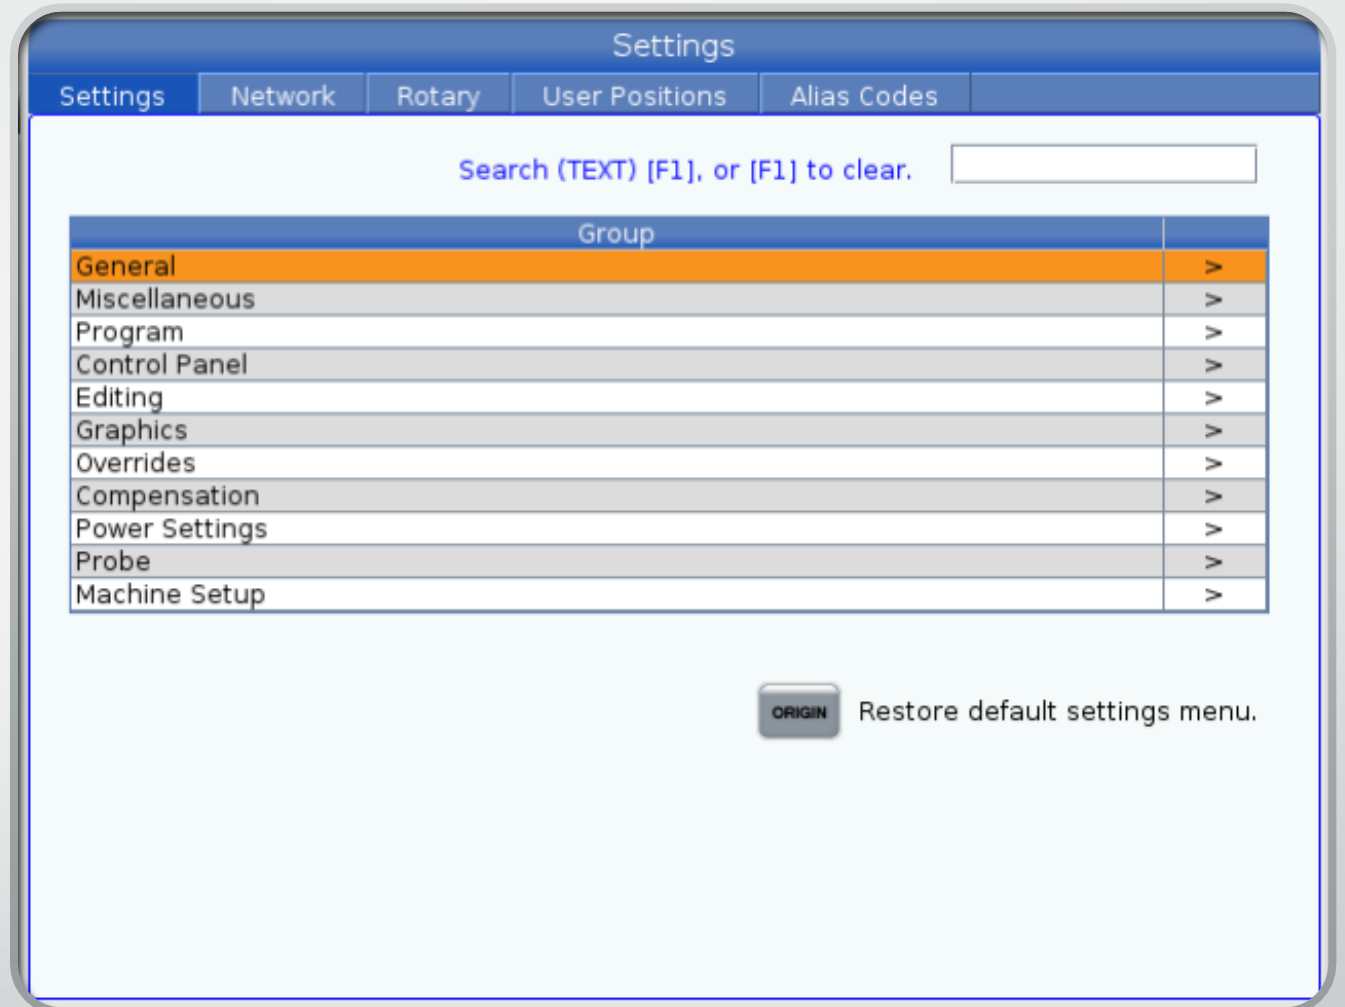 Settings
Settings Network Rotary User Positions Alias Codes
Search (TEXT) [F1], or [F1] to clear.
Group
General >
Miscellaneous >
Program >
Control Panel >
Editing >
Graphics >
Overrides >
Compensation >
Power Settings >
Probe >
Machine Setup >
ORIGIN Restore default settings menu.